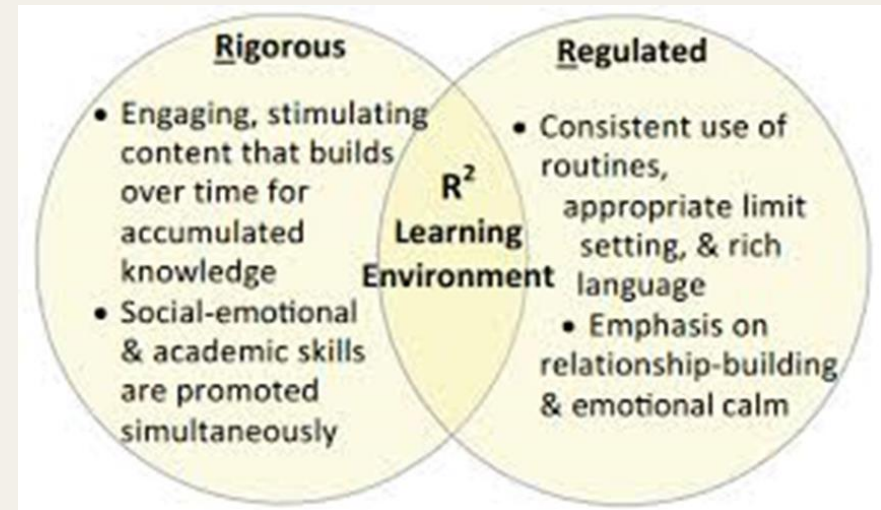 Rigorous
• Engaging, stimulating
content that builds
over time for
accumulated
knowledge
• Social-emotional
& academic skills
are promoted
simultaneously
R²
Learning
Environment
Regulated
• Consistent use of
routines,
appropriate limit
setting, & rich
language
• Emphasis on
relationship-building
& emotional calm